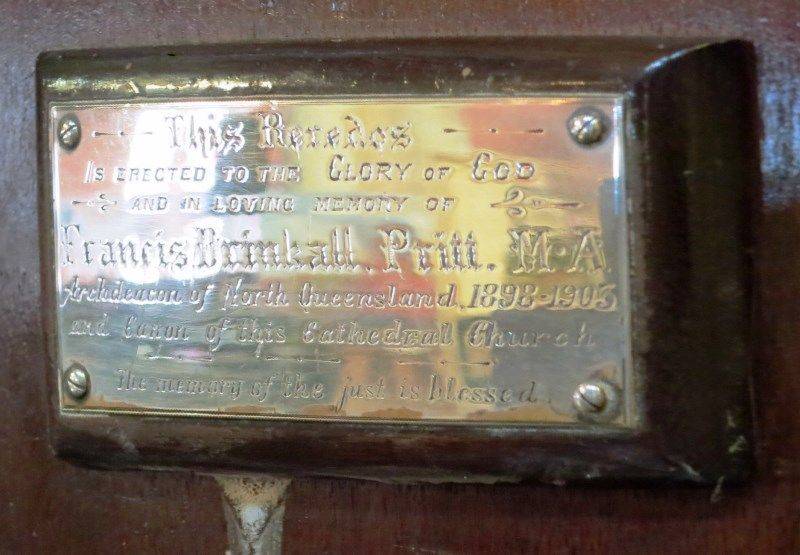 This Reredos
IS ERECTED TO THE GLORY OF GOD
AND IN LOVING MEMORY OF
Francis Drinkall. Pritt. M·A
Archdeacon of North Queensland, 1898-1903
and Canon of this Cathedral Church
The memory of the just is blessed.